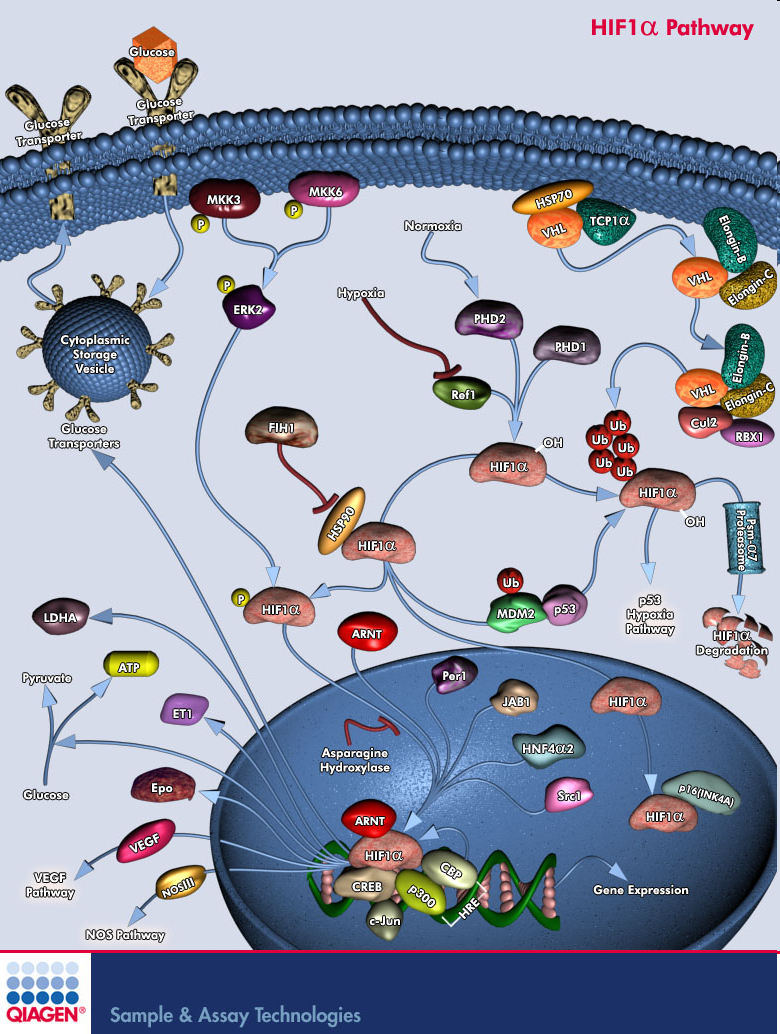 HIF1α Pathway
Glucose
Glucose
Transporter
Glucose
Transporter
MKK3
P
MKK6
P
HSP70
VHL
TCP1α
Elongin-B
VHL
Elongin-C
Normoxia
P
ERK2
Hypoxia
PHD2
PHD1
Ref1
Cytoplasmic
Storage
Vesicle
Glucose
Transporters
Elongin-B
VHL
Elongin-C
Cul2
RBX1
FIH1
Ub
Ub
Ub
Ub
Ub
OH
HIF1α
HIF1α
OH
HSP90
HIF1α
Psm-α7
Proteasome
P
HIF1α
Ub
MDM2
p53
p53
Hypoxia
Pathway
HIF1α
Degradation
LDHA
ARNT
ATP
Pyruvate
Per1
JAB1
HIF1α
ET1
HNF4α2
Asparagine
Hydroxylase
Glucose
Epo
Src1
p16(INK4A)
HIF1α
ARNT
VEGF
HIF1α
CBP
VEGF
Pathway
NOSIII
CREB
p300
HRE
c-Jun
Gene Expression
NOS Pathway
QIAGEN®
Sample & Assay Technologies